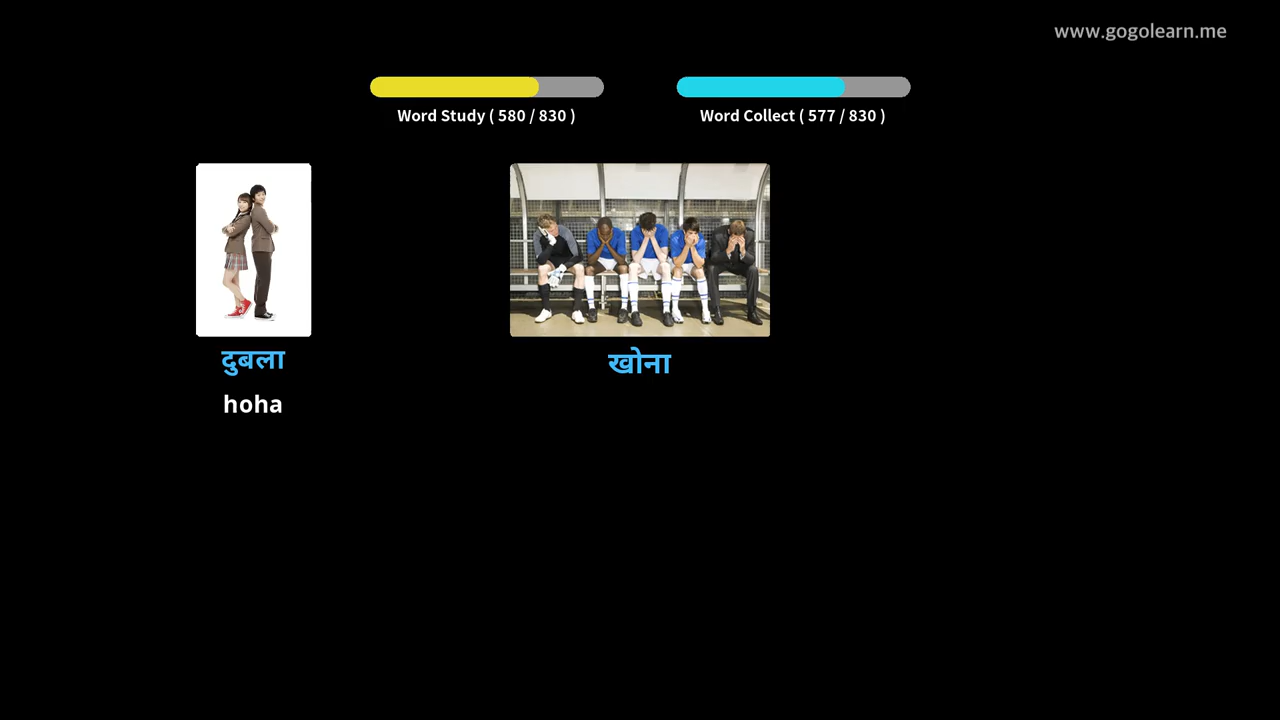 www.gogolearn.me
Word Study ( 580 / 830 )
Word Collect ( 577 / 830 )
दुबला
खोना
hoha